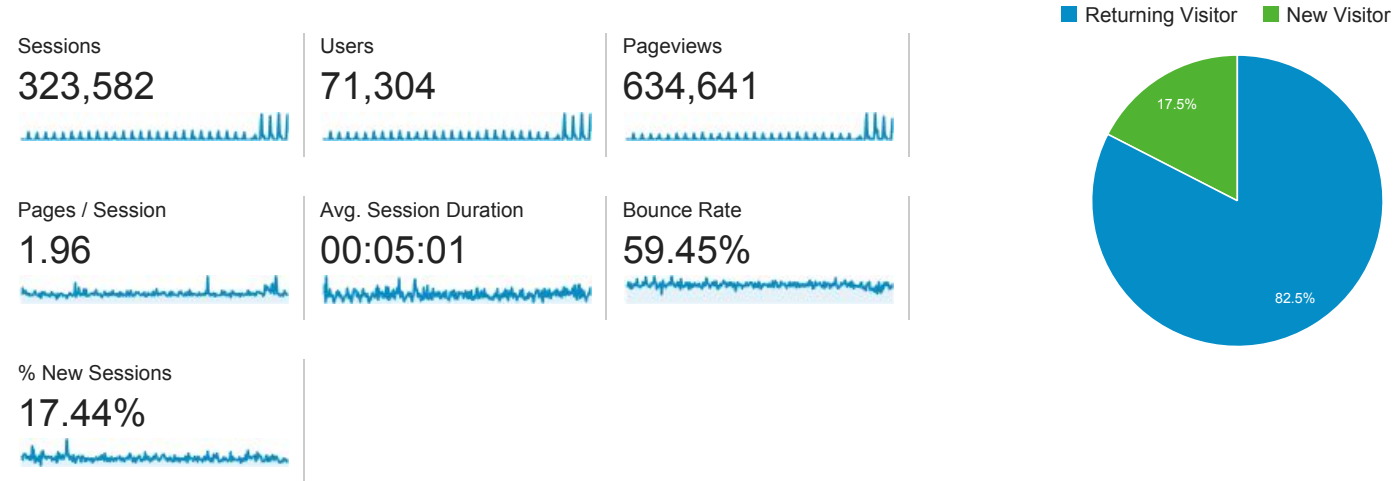 Returning Visitor New Visitor
Sessions
323,582
Users
71,304
Pageviews
634,641
17.5%
82.5%
Pages / Session
1.96
Avg. Session Duration
00:05:01
Bounce Rate
59.45%
% New Sessions
17.44%